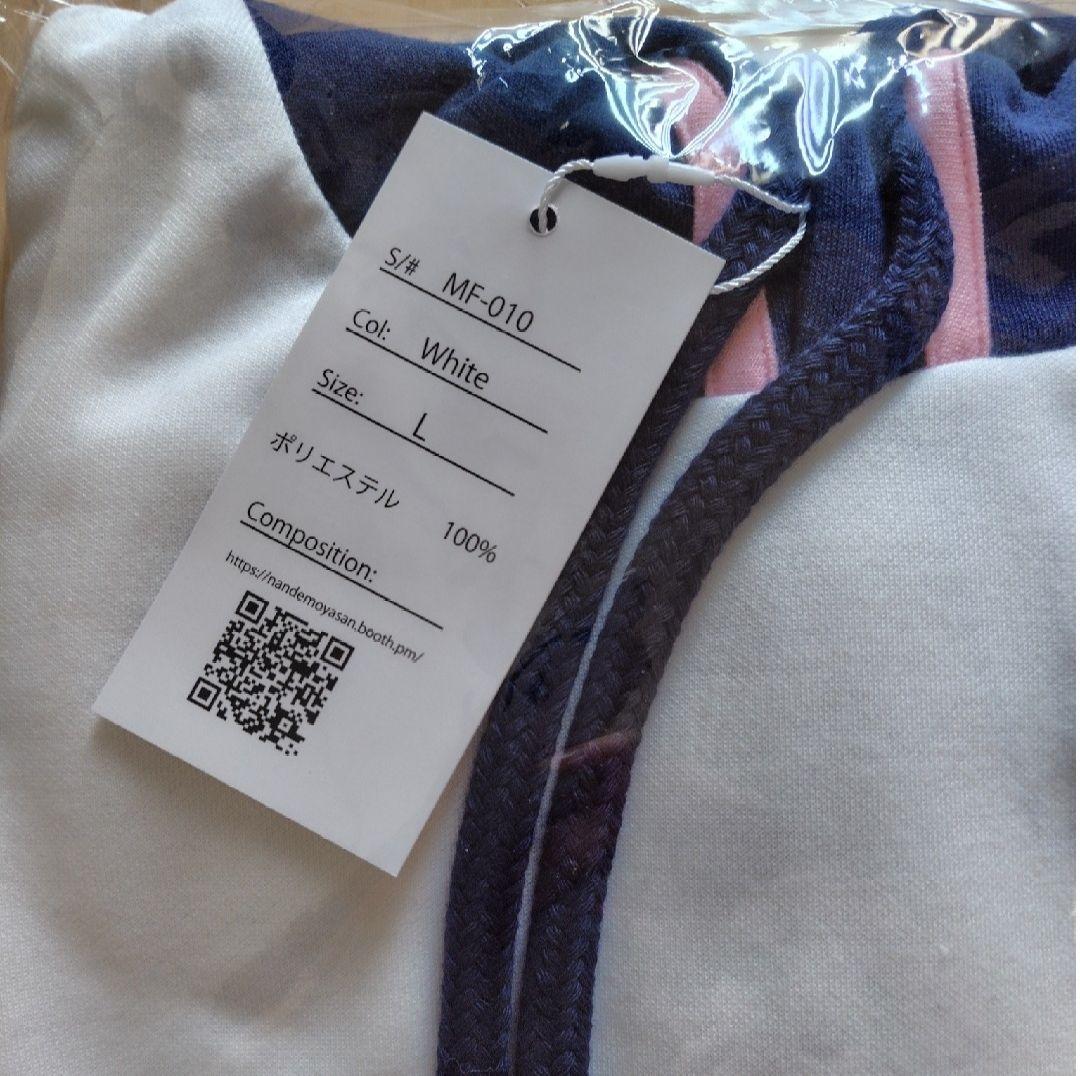 S/# MF-010
Col: White
Size: L
ポリエステル 100%
Composition:
https://nandemoyasan.booth.pm/